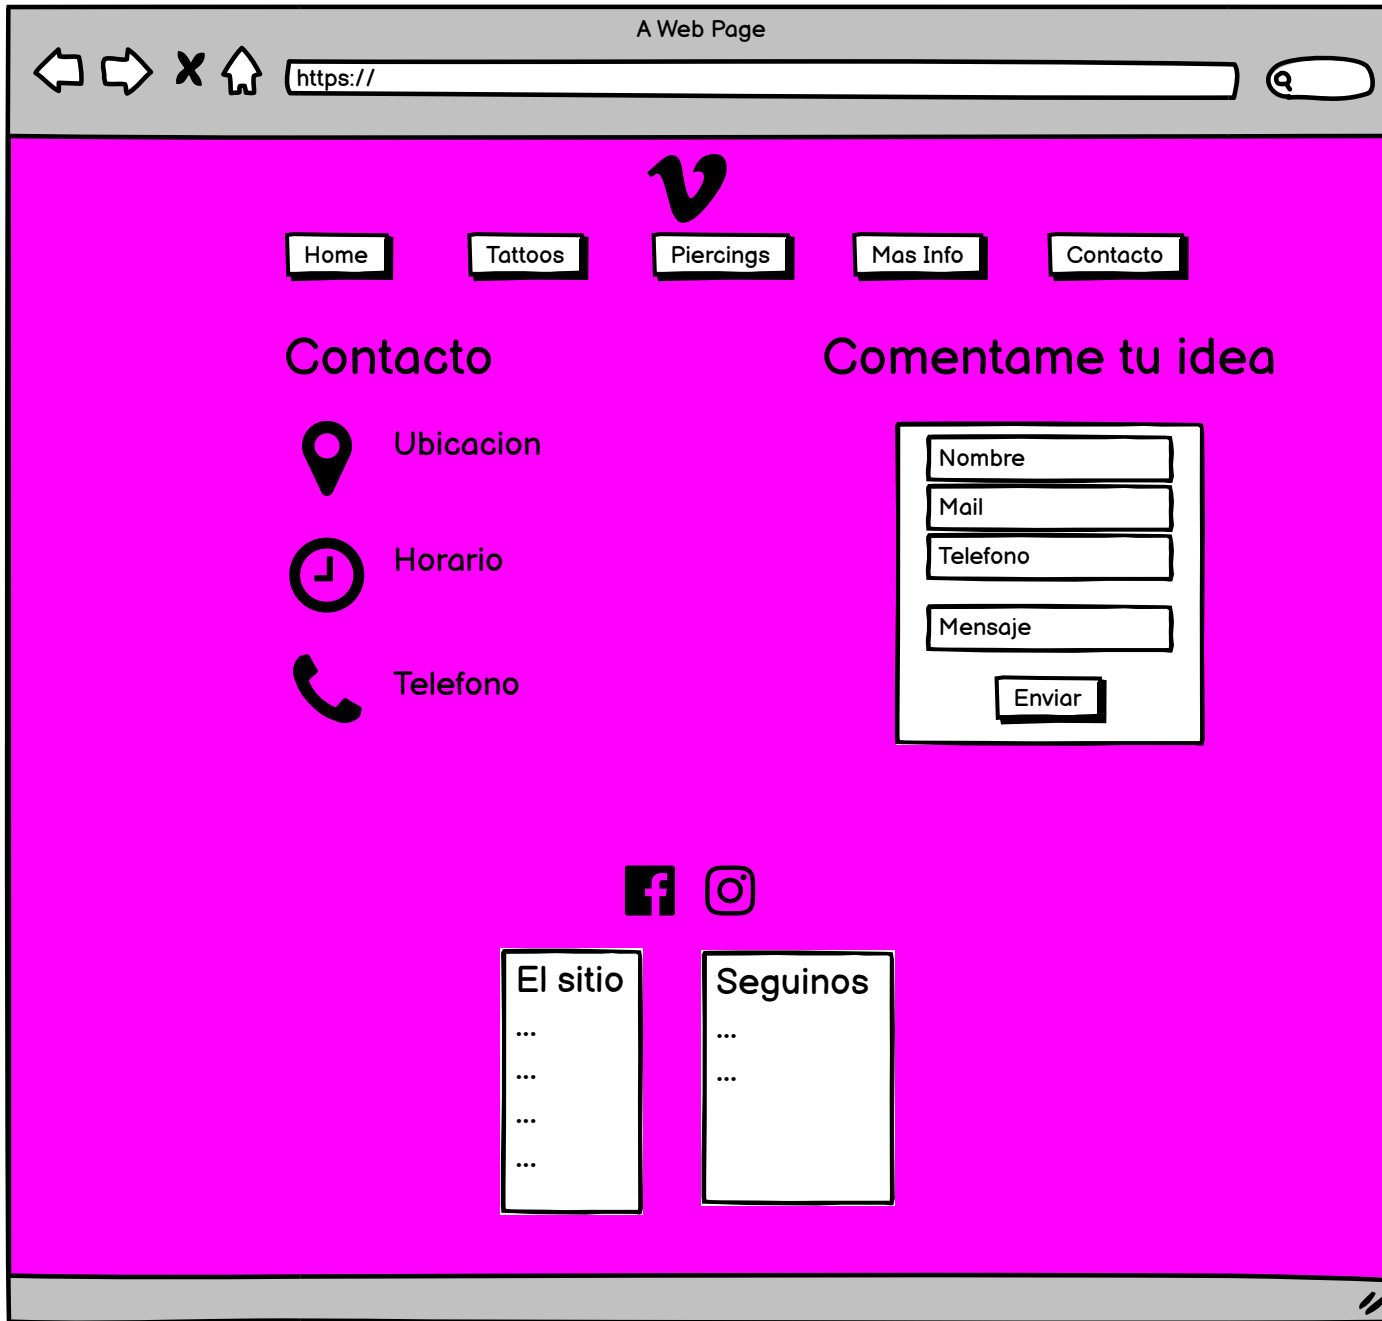 A Web Page
https://
Home Tattoos Piercings Mas Info Contacto
Contacto
Ubicacion
Horario
Telefono
Comentame tu idea
Nombre
Mail
Telefono
Mensaje
Enviar
El sitio
...
...
...
...
Seguinos
...
...